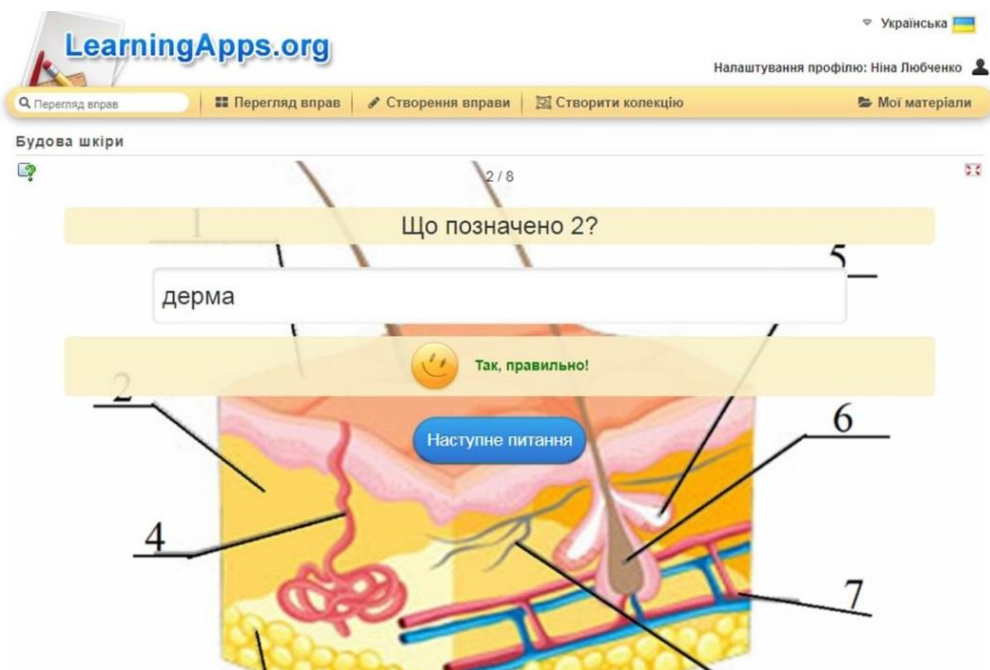 LearningApps.org
Українська
Налаштування профілю: Ніна Любченко
Перегляд вправ
Перегляд вправ
Створення вправи
Створити колекцію
Мої матеріали
Будова шкіри
2 / 8
1
Що позначено 2?
5
дерма
Так, правильно!
2
6
Наступне питання
4
7